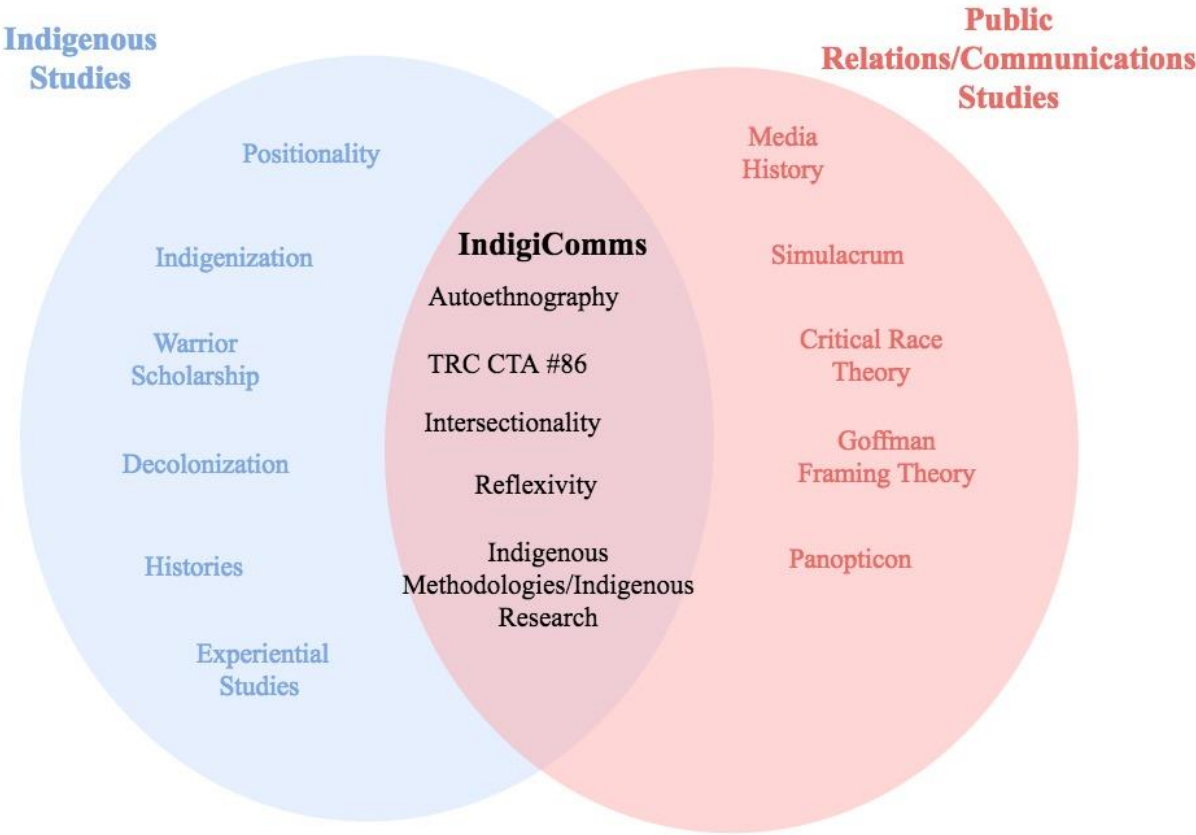 Indigenous
Studies
Public
Relations/Communications
Studies
Positionality
Indigenization
Warrior
Scholarship
Decolonization
Histories
Experiential
Studies
IndigiComms
Autoethnography
TRC CTA #86
Intersectionality
Reflexivity
Indigenous
Methodologies/Indigenous
Research
Media
History
Simulacrum
Critical Race
Theory
Goffman
Framing Theory
Panopticon